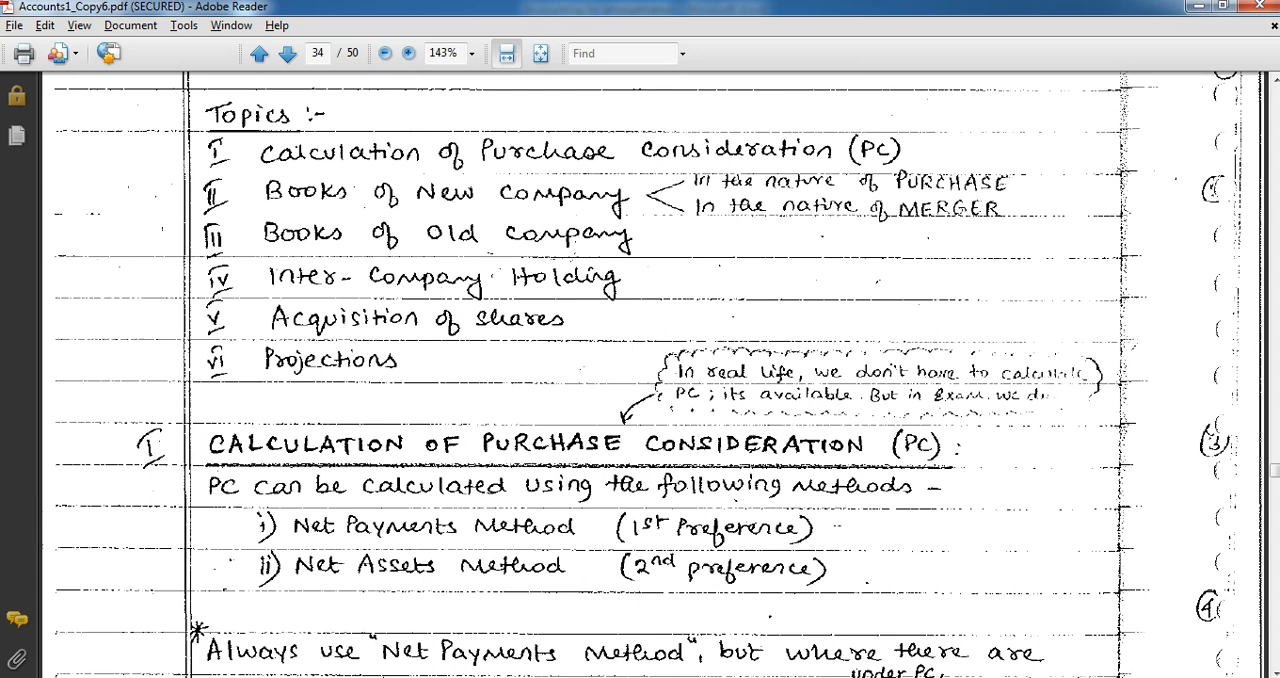 Accounts1_Copy6.pdf (SECURED) - Adobe Reader
File Edit View Document Tools Help
34 / 50 143% Find
Topics :-
I Calculation of Purchase Consideration (PC)
II Books of New Company
In the nature of PURCHASE
In the nature of MERGER
III Books of Old Company
IV Inter-Company Holding
V Acquisition of shares
VI Projections
In real life, we don't have to calculate
PC; its available. But in Exam we do
I CALCULATION OF PURCHASE CONSIDERATION (PC) :
PC can be calculated using the following Methods -
i) Net Payments Method (1st Preference)
ii) Net Assets Method (2nd preference)
* Always use "Net Payments Method", but where there are
under PC,